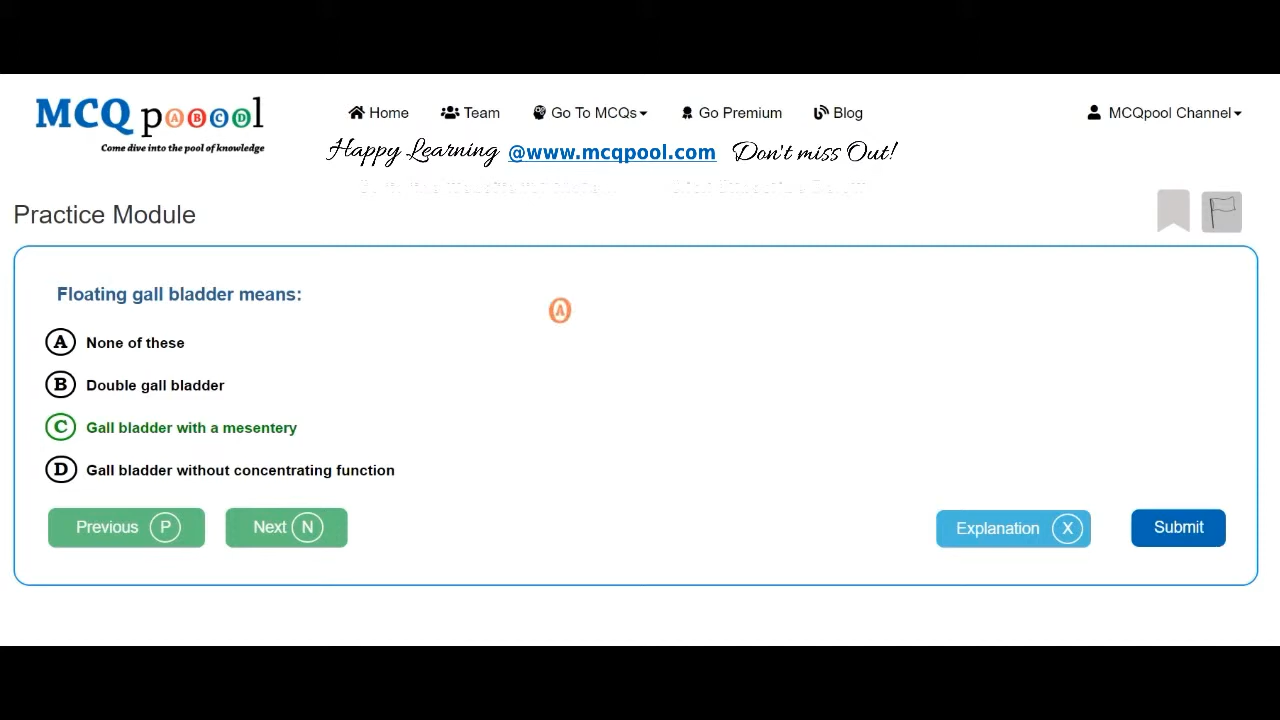 MCQ pooool
Come dive into the pool of knowledge
Home Team Go To MCQs Go Premium Blog MCQpool Channel
Happy Learning @www.mcqpool.com Don't miss Out!
Practice Module
Floating gall bladder means:
A
A None of these
B Double gall bladder
C Gall bladder with a mesentery
D Gall bladder without concentrating function
Previous P Next N Explanation X Submit